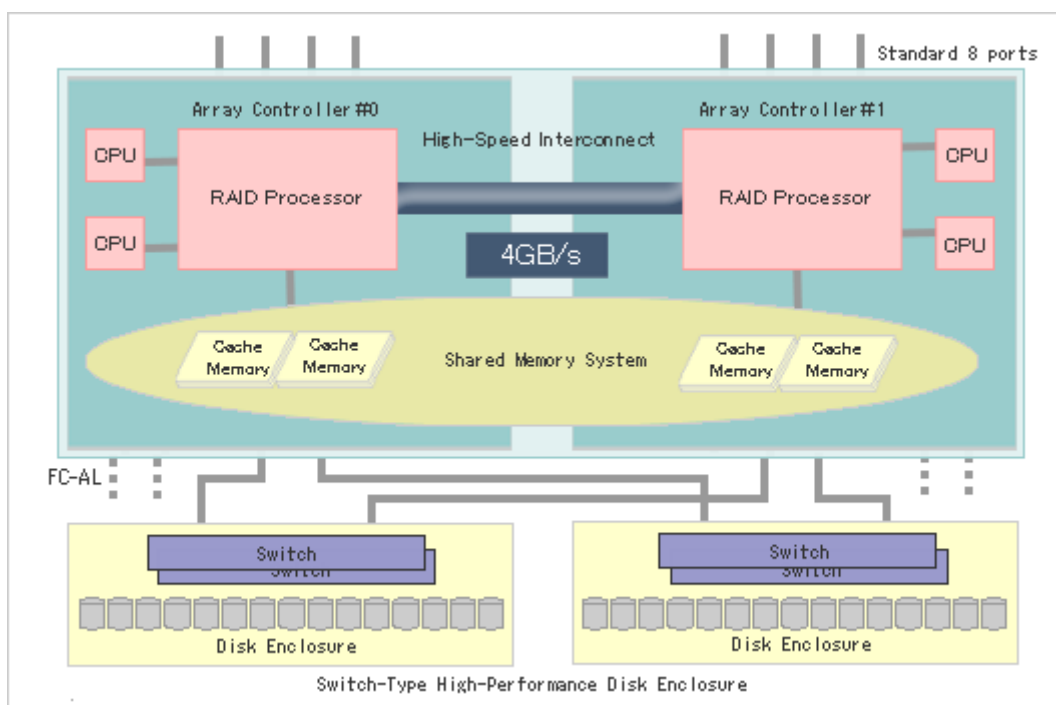 Standard 8 ports
Array Controller#0
Array Controller#1
High-Speed Interconnect
CPU
CPU
RAID Processor
RAID Processor
CPU
CPU
4GB/s
Cache
Memory
Cache
Memory
Shared Memory System
Cache
Memory
Cache
Memory
FC-AL
Switch
Switch
Switch
Switch
Disk Enclosure
Disk Enclosure
Switch-Type High-Performance Disk Enclosure